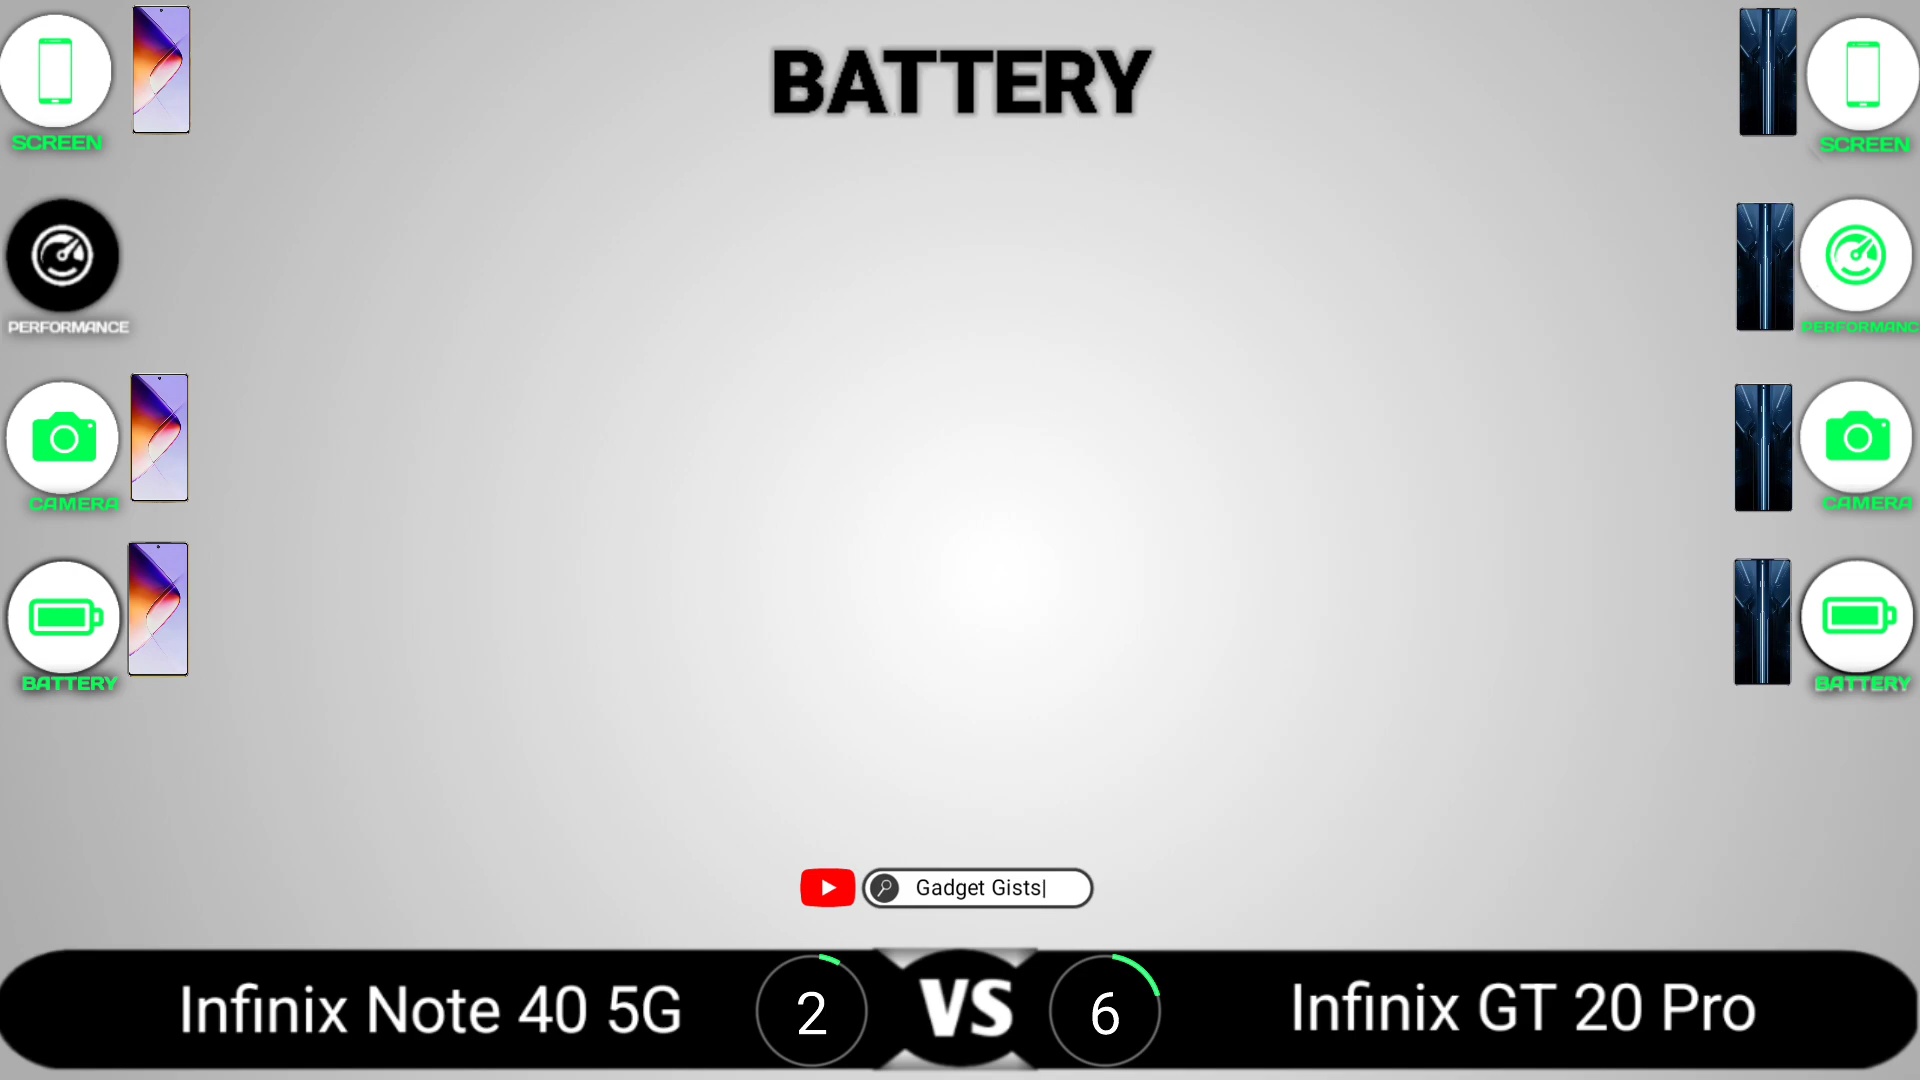 BATTERY
SCREEN
SCREEN
PERFORMANCE
PERFORMANC
CAMERA
CAMERA
BATTERY
BATTERY
Gadget Gists|
Infinix Note 40 5G
2
VS
6
Infinix GT 20 Pro